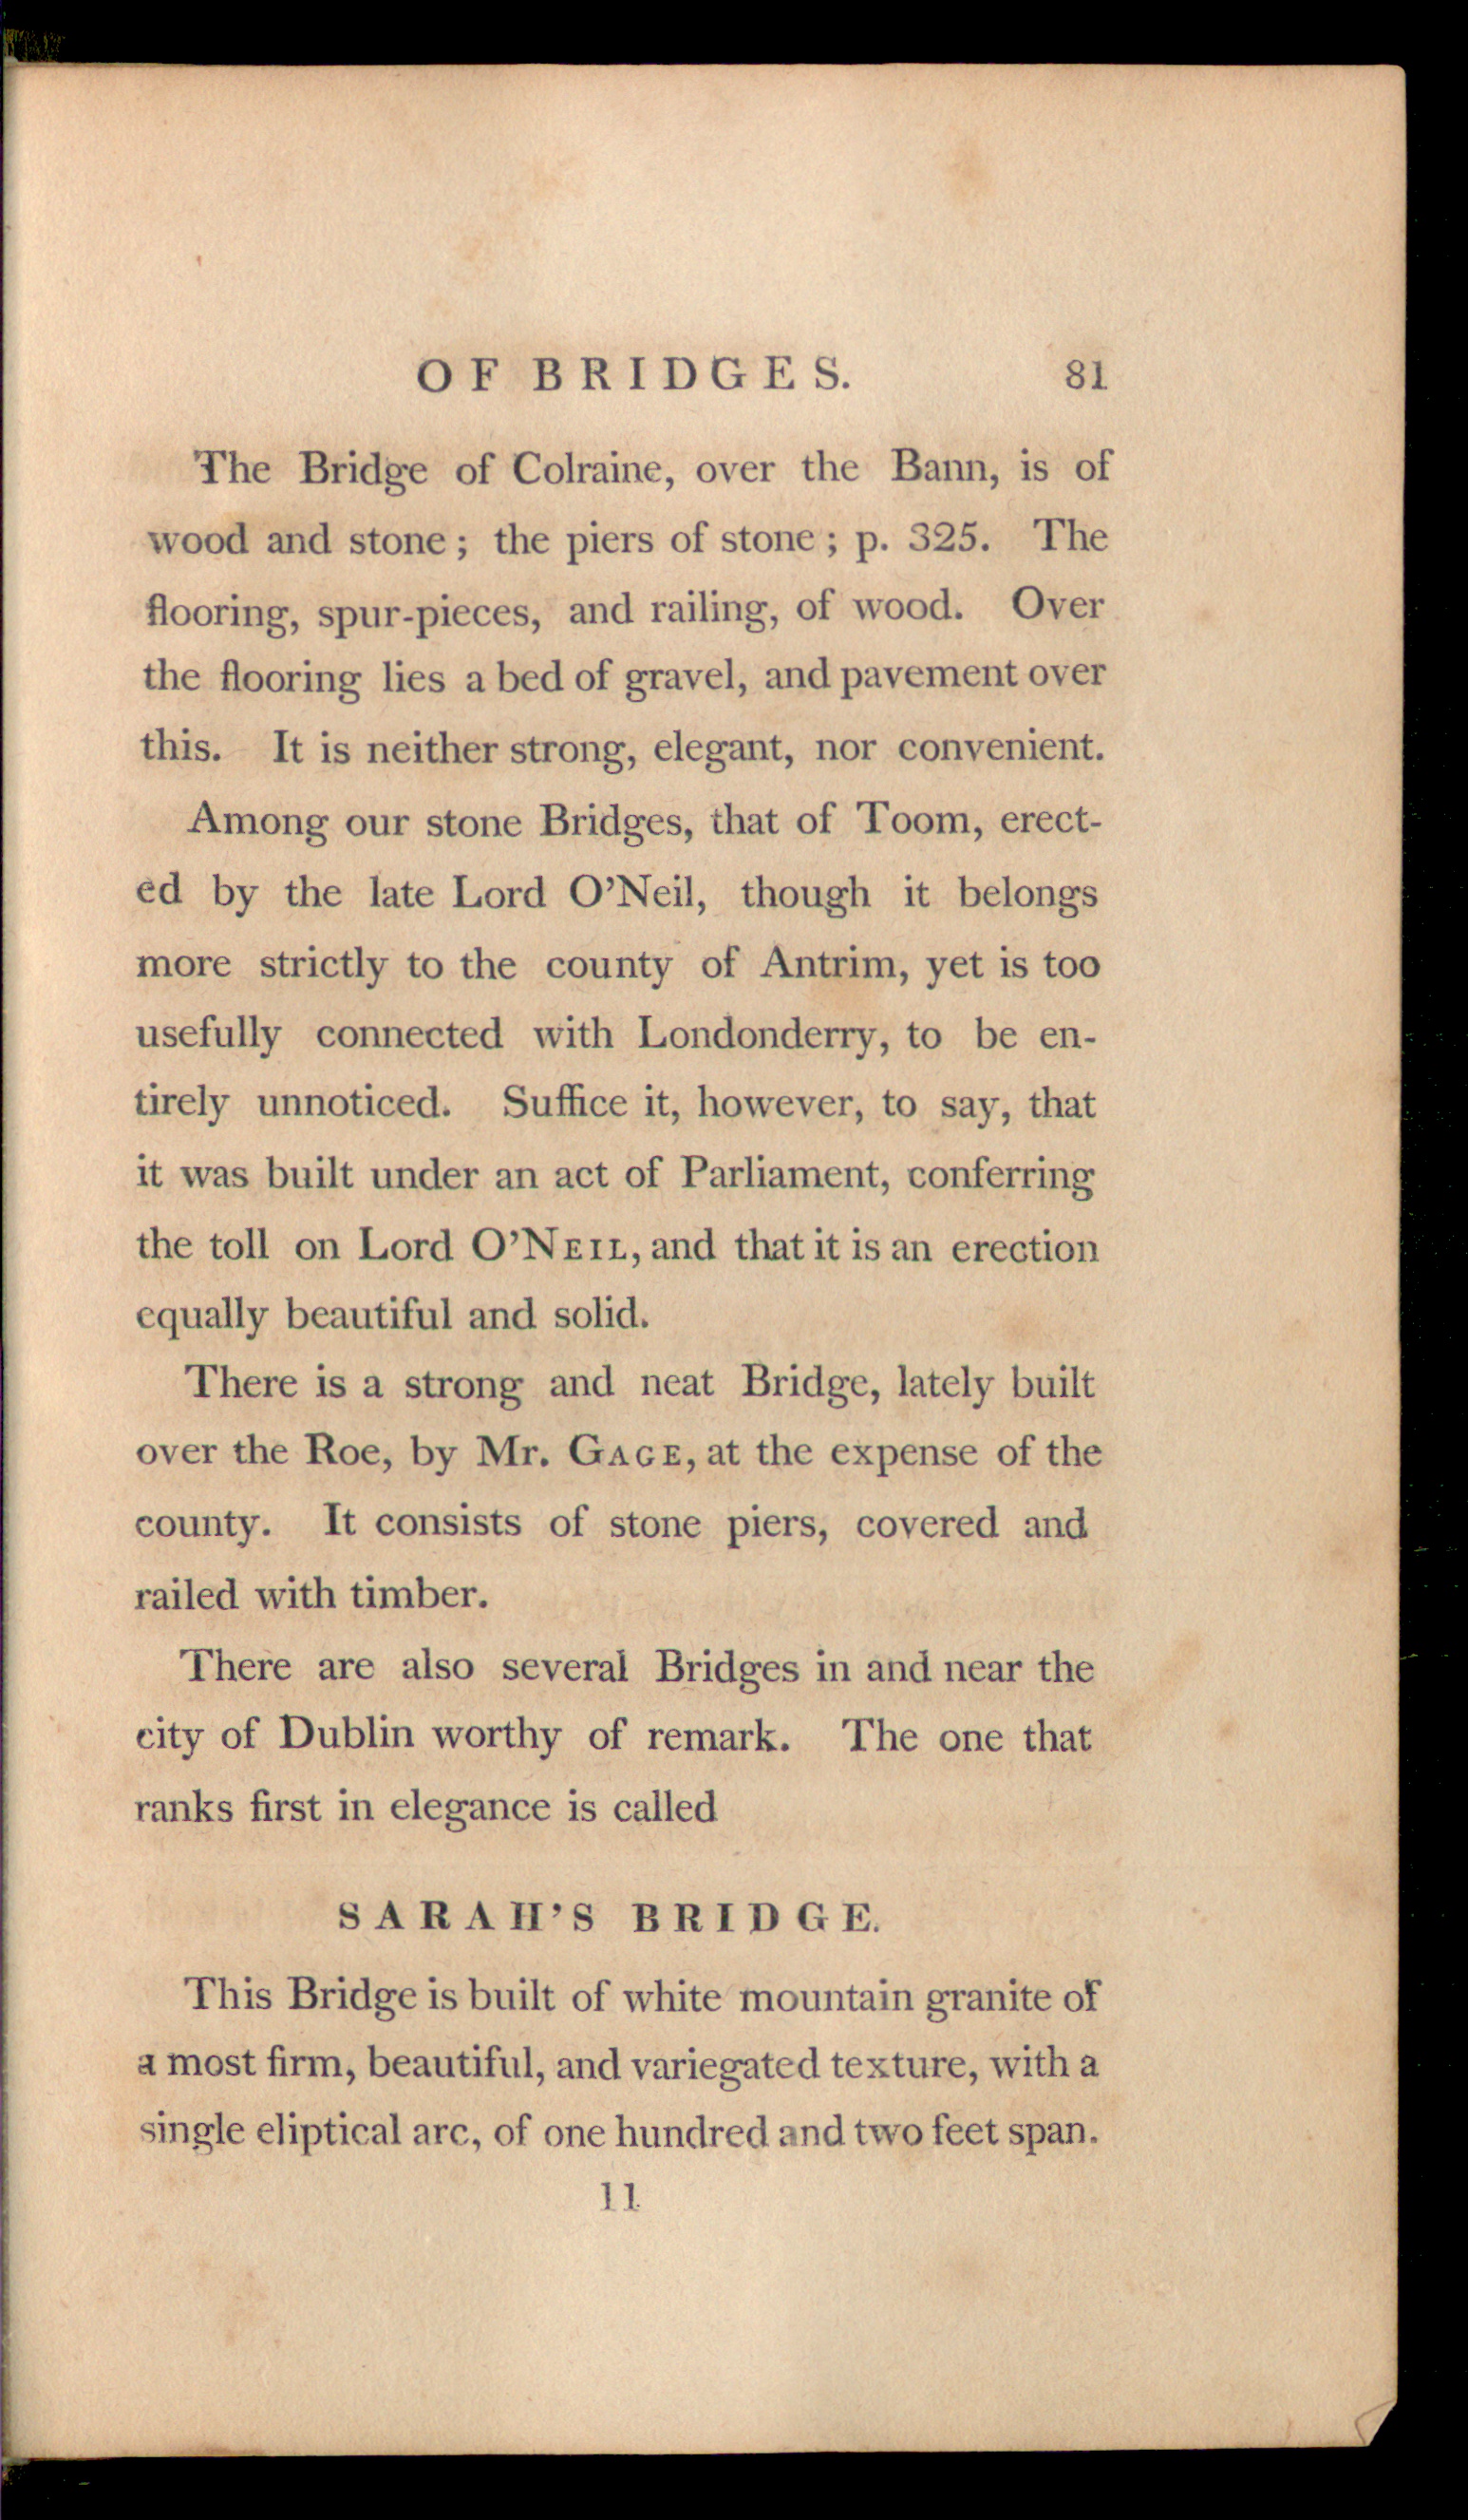 OF BRIDGES. 81
The Bridge of Colraine, over the Bann, is of
wood and stone; the piers of stone; p. 325. The
flooring, spur-pieces, and railing, of wood. Over
the flooring lies a bed of gravel, and pavement over
this. It is neither strong, elegant, nor convenient.
Among our stone Bridges, that of Toom, erect-
ed by the late Lord O'Neil, though it belongs
more strictly to the county of Antrim, yet is too
usefully connected with Londonderry, to be en-
tirely unnoticed. Suffice it, however, to say, that
it was built under an act of Parliament, conferring
the toll on Lord O'NEIL, and that it is an erection
equally beautiful and solid.
There is a strong and neat Bridge, lately built
over the Roe, by Mr. GAGE, at the expense of the
county. It consists of stone piers, covered and
railed with timber.
There are also several Bridges in and near the
city of Dublin worthy of remark. The one that
ranks first in elegance is called
SARAH'S BRIDGE.
This Bridge is built of white mountain granite of
a most firm, beautiful, and variegated texture, with a
single eliptical arc, of one hundred and two feet span.
11